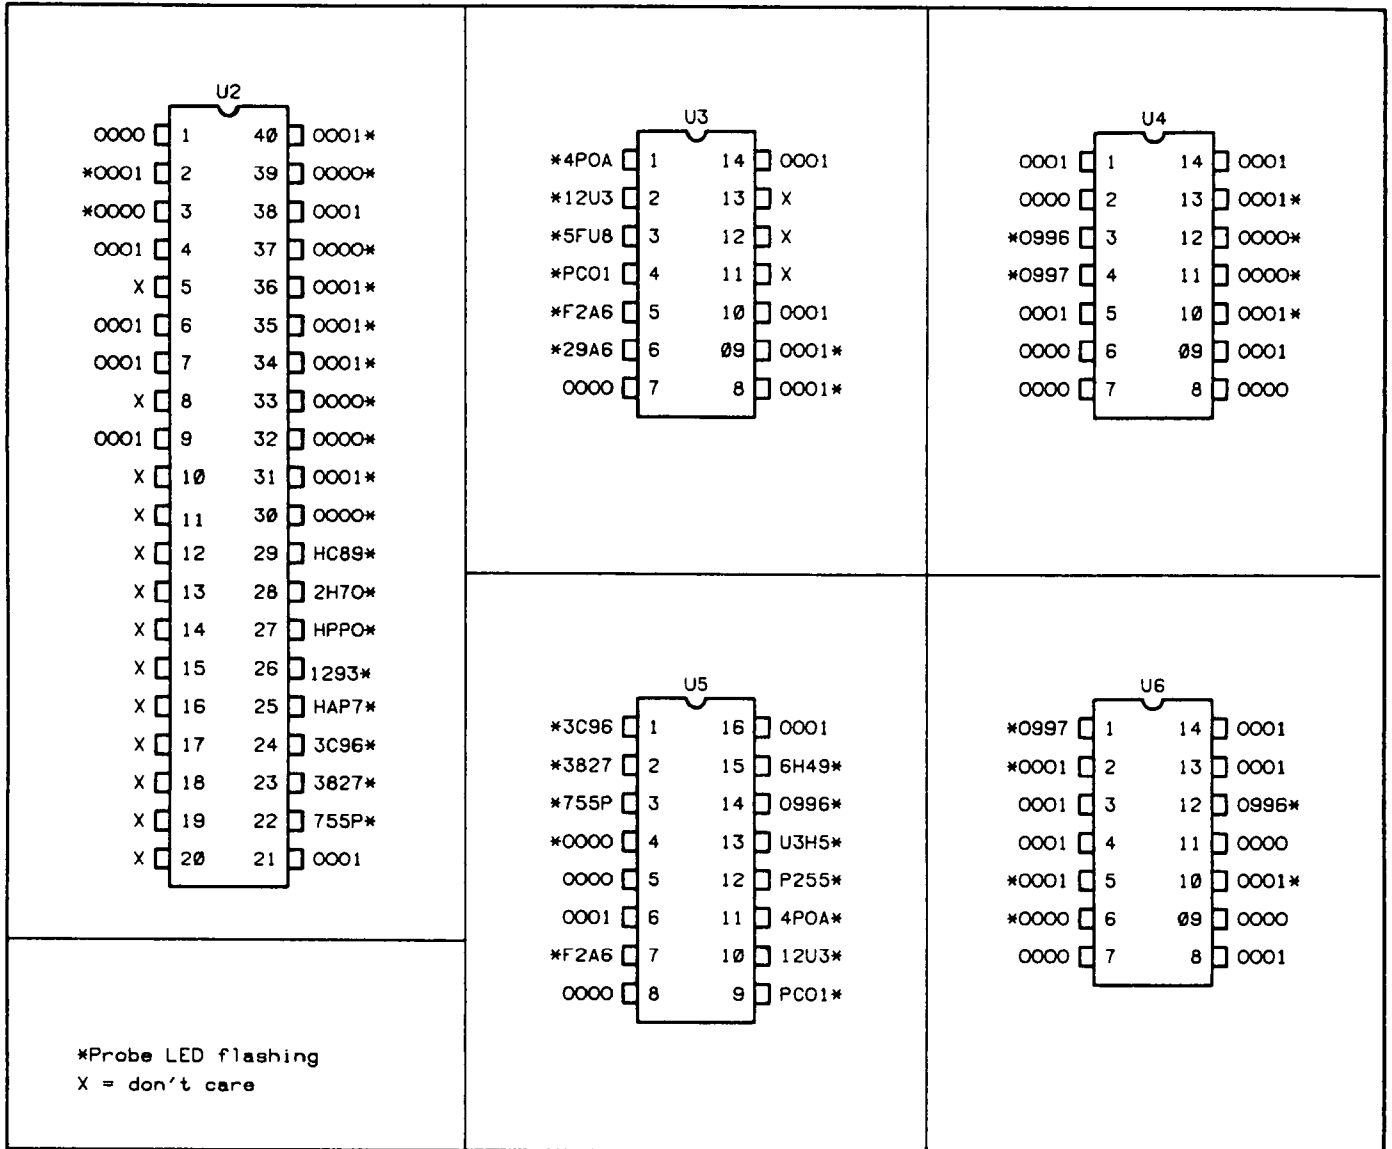 U2
0000 1 40 0001*
*0001 2 39 0000*
*0000 3 38 0001
0001 4 37 0000*
X 5 36 0001*
0001 6 35 0001*
0001 7 34 0001*
X 8 33 0000*
0001 9 32 0000*
X 10 31 0001*
X 11 30 0000*
X 12 29 HC89*
X 13 28 2H70*
X 14 27 HPP0*
X 15 26 1293*
X 16 25 HAP7*
X 17 24 3C96*
X 18 23 3827*
X 19 22 755P*
X 20 21 0001
*Probe LED flashing
X = don't care
U3
*4P0A 1 14 0001
*12U3 2 13 X
*5FU8 3 12 X
*PC01 4 11 X
*F2A6 5 10 0001
*29A6 6 09 0001*
0000 7 8 0001*
U4
0001 1 14 0001
0000 2 13 0001*
*0996 3 12 0000*
*0997 4 11 0000*
0001 5 10 0001*
0000 6 09 0001
0000 7 8 0000
U5
*3C96 1 16 0001
*3827 2 15 6H49*
*755P 3 14 0996*
*0000 4 13 U3H5*
0000 5 12 P255*
0001 6 11 4P0A*
*F2A6 7 10 12U3*
0000 8 9 PC01*
U6
*0997 1 14 0001
*0001 2 13 0001
0001 3 12 0996*
0001 4 11 0000
*0001 5 10 0001*
*0000 6 09 0000
0000 7 8 0001